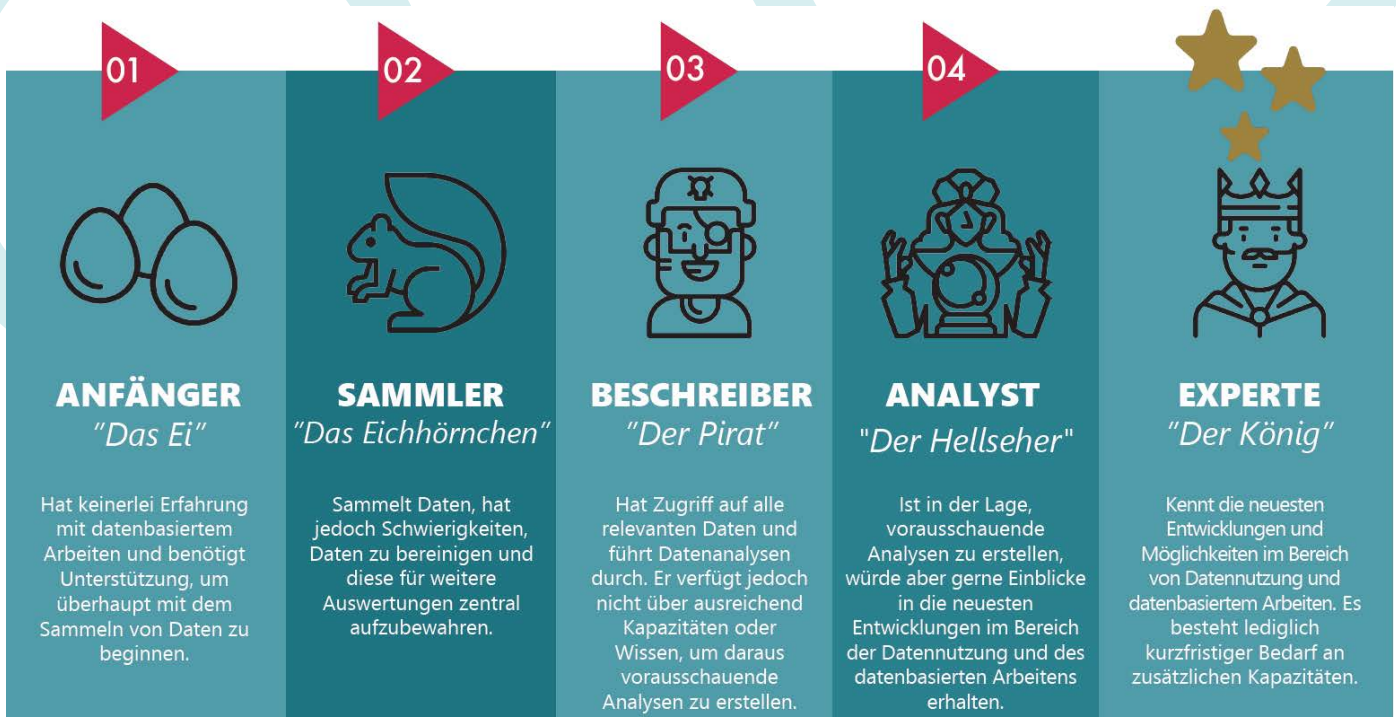 01
02
03
04
ANFÄNGER
"Das Ei"
Hat keinerlei Erfahrung
mit datenbasiertem
Arbeiten und benötigt
Unterstützung, um
überhaupt mit dem
Sammeln von Daten zu
beginnen.
SAMMLER
"Das Eichhörnchen"
Sammelt Daten, hat
jedoch Schwierigkeiten,
Daten zu bereinigen und
diese für weitere
Auswertungen zentral
aufzubewahren.
BESCHREIBER
"Der Pirat"
Hat Zugriff auf alle
relevanten Daten und
führt Datenanalysen
durch. Er verfügt jedoch
nicht über ausreichend
Kapazitäten oder
Wissen, um daraus
vorausschauende
Analysen zu erstellen.
ANALYST
"Der Hellseher"
Ist in der Lage,
vorausschauende
Analysen zu erstellen,
würde aber gerne Einblicke
in die neuesten
Entwicklungen im Bereich
der Datennutzung und des
datenbasierten Arbeitens
erhalten.
EXPERTE
"Der König"
Kennt die neuesten
Entwicklungen und
Möglichkeiten im Bereich
von Datennutzung und
datenbasiertem Arbeiten. Es
besteht lediglich
kurzfristiger Bedarf an
zusätzlichen Kapazitäten.